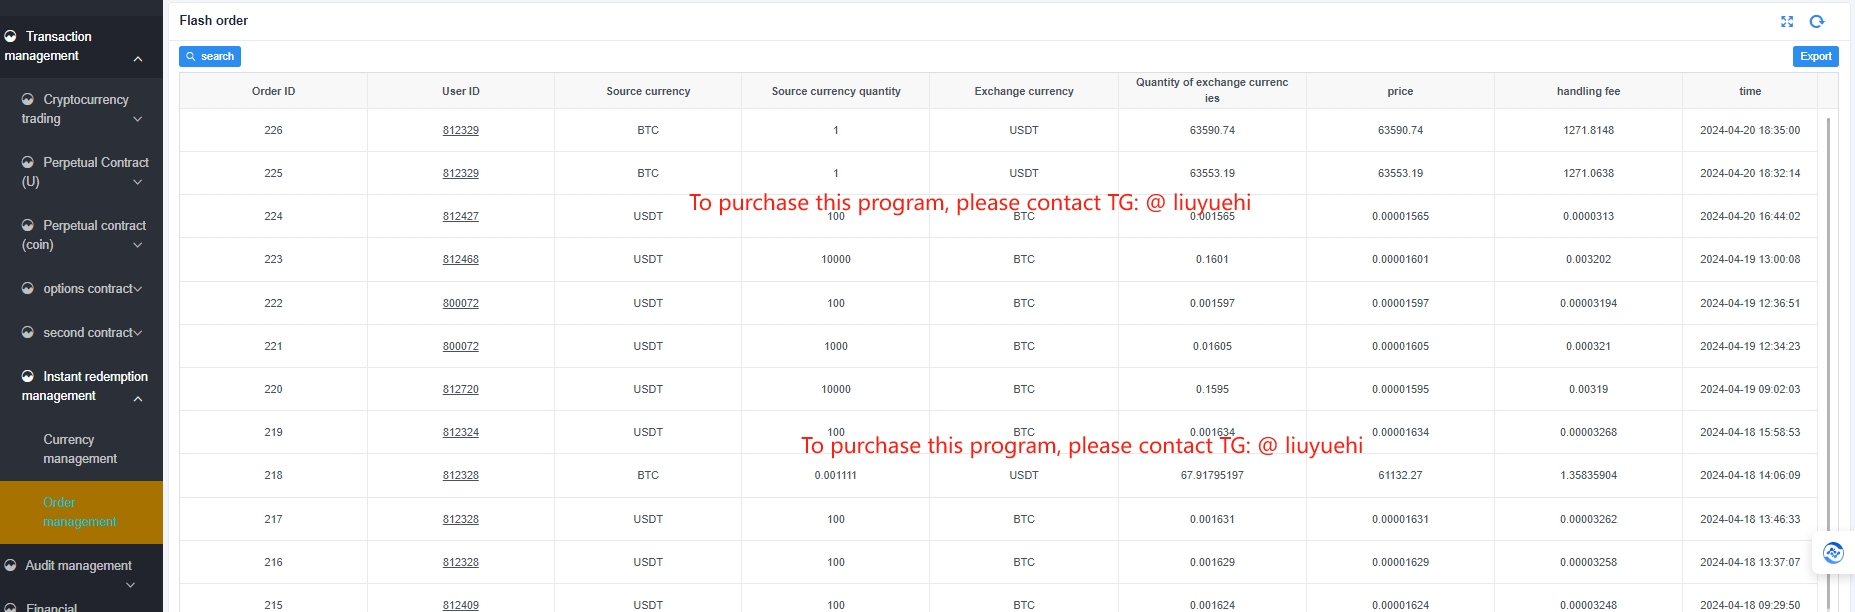 Transaction
management
Cryptocurrency
trading
Perpetual Contract
(U)
Perpetual contract
(coin)
options contract
second contract
Instant redemption
management
Currency
management
Order
management
Audit management
Financial
Flash order
search
Export
Order ID User ID Source currency Source currency quantity Exchange currency Quantity of exchange currenc
ies price handling fee time
226 812329 BTC 1 USDT 63590.74 63590.74 1271.8148 2024-04-20 18:35:00
225 812329 BTC 1 USDT 63553.19 63553.19 1271.0638 2024-04-20 18:32:14
To purchase this program, please contact TG: @ liuyuehi
224 812427 USDT 100 BTC 0.001565 0.00001565 0.0000313 2024-04-20 16:44:02
223 812468 USDT 10000 BTC 0.1601 0.00001601 0.003202 2024-04-19 13:00:08
222 800072 USDT 100 BTC 0.001597 0.00001597 0.00003194 2024-04-19 12:36:51
221 800072 USDT 1000 BTC 0.01605 0.00001605 0.000321 2024-04-19 12:34:23
220 812720 USDT 10000 BTC 0.1595 0.00001595 0.00319 2024-04-19 09:02:03
219 812324 USDT 100 BTC 0.001634 0.00001634 0.00003268 2024-04-18 15:58:53
To purchase this program, please contact TG: @ liuyuehi
218 812328 BTC 0.001111 USDT 67.91795197 61132.27 1.35835904 2024-04-18 14:06:09
217 812328 USDT 100 BTC 0.001631 0.00001631 0.00003262 2024-04-18 13:46:33
216 812328 USDT 100 BTC 0.001629 0.00001629 0.00003258 2024-04-18 13:37:07
215 812409 USDT 100 BTC 0.001624 0.00001624 0.00003248 2024-04-18 09:29:50